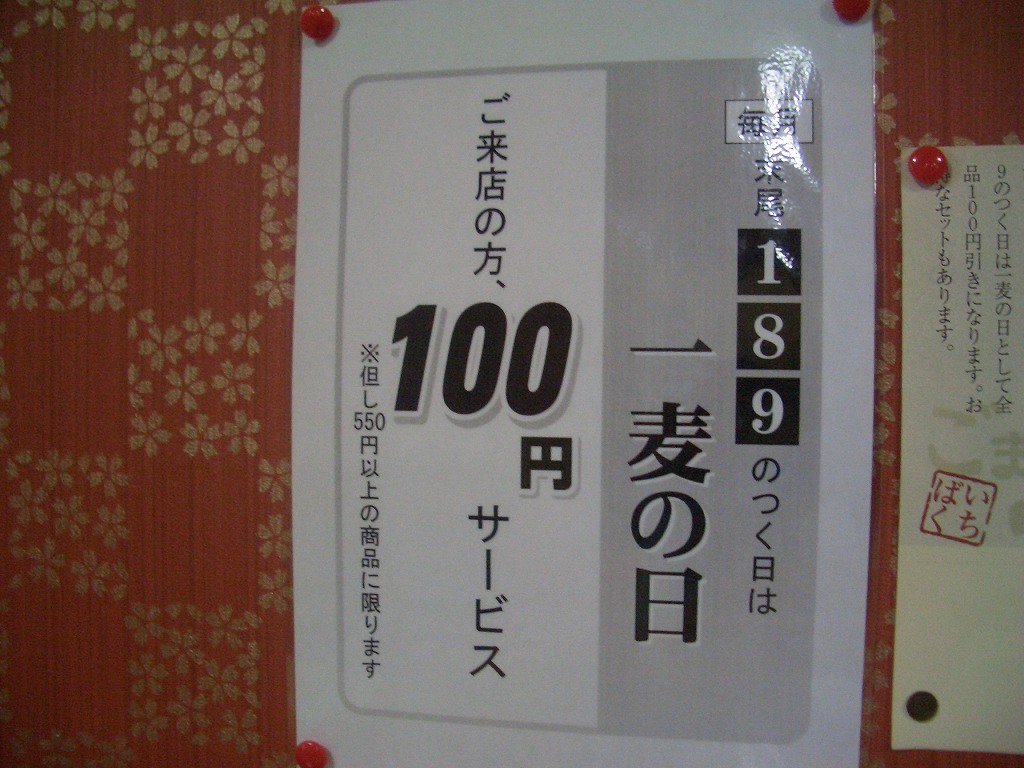 毎月 末尾189のつく日は
一麦の日
ご来店の方、100円サービス
※但し550円以上の商品に限ります
9のつく日は一麦の日として全
品100円引きになります。お
なセットもあります。
いち
ばく